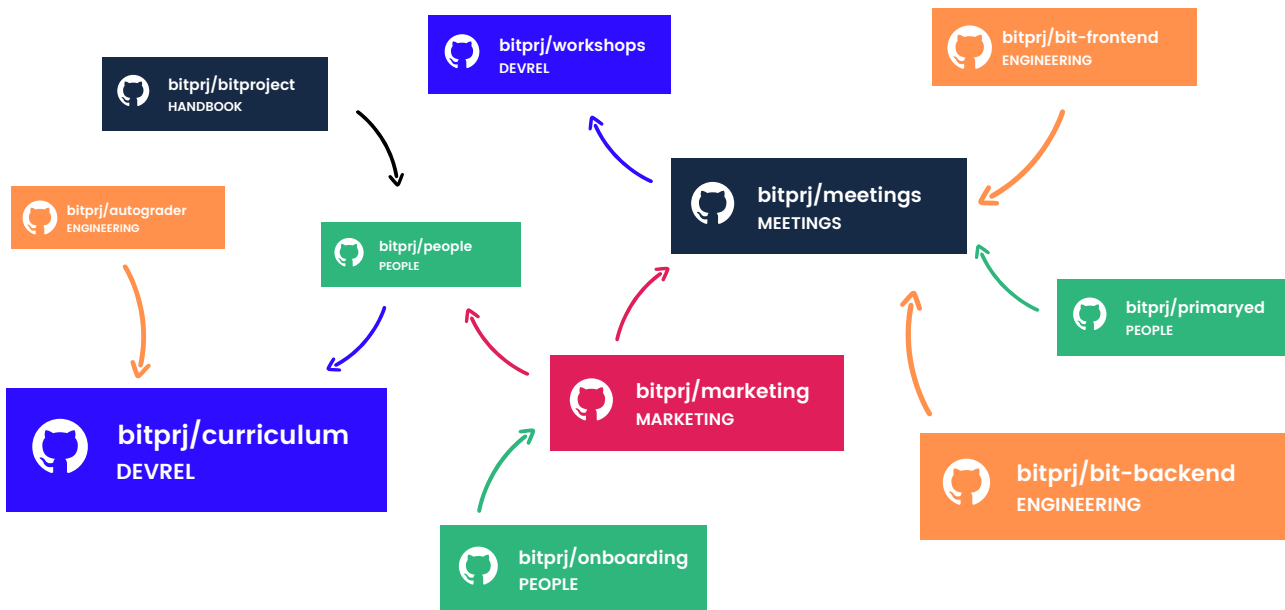 bitprj/workshops
DEVREL
bitprj/bit-frontend
ENGINEERING
bitprj/bitproject
HANDBOOK
bitprj/meetings
MEETINGS
bitprj/autograder
ENGINEERING
bitprj/people
PEOPLE
bitprj/primaryed
PEOPLE
bitprj/marketing
MARKETING
bitprj/curriculum
DEVREL
bitprj/bit-backend
ENGINEERING
bitprj/onboarding
PEOPLE